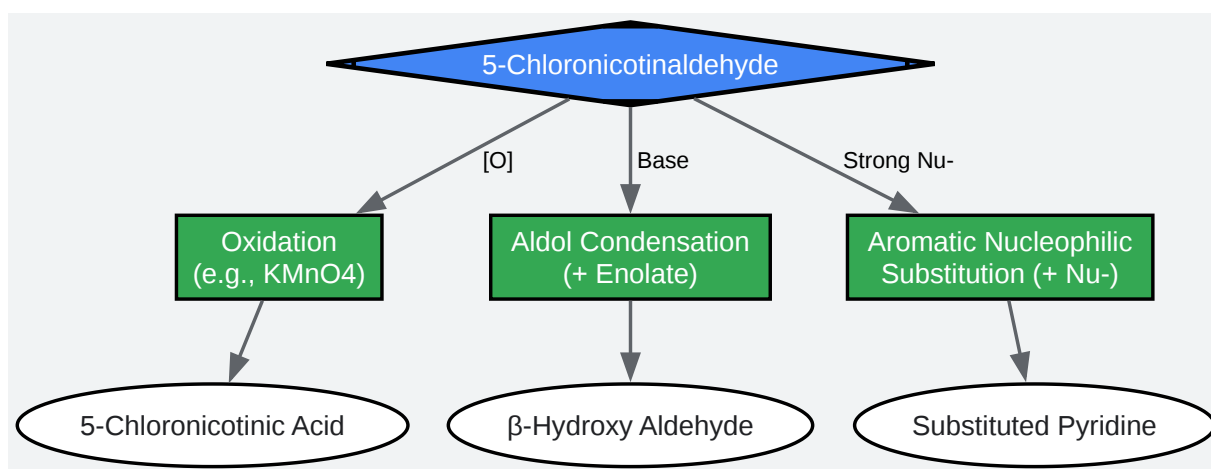 5-Chloronicotinaldehyde
[O]
Base
Strong Nu-
Oxidation
(e.g., KMnO4)
Aldol Condensation
(+ Enolate)
Aromatic Nucleophilic
Substitution (+ Nu-)
5-Chloronicotinic Acid
β-Hydroxy Aldehyde
Substituted Pyridine